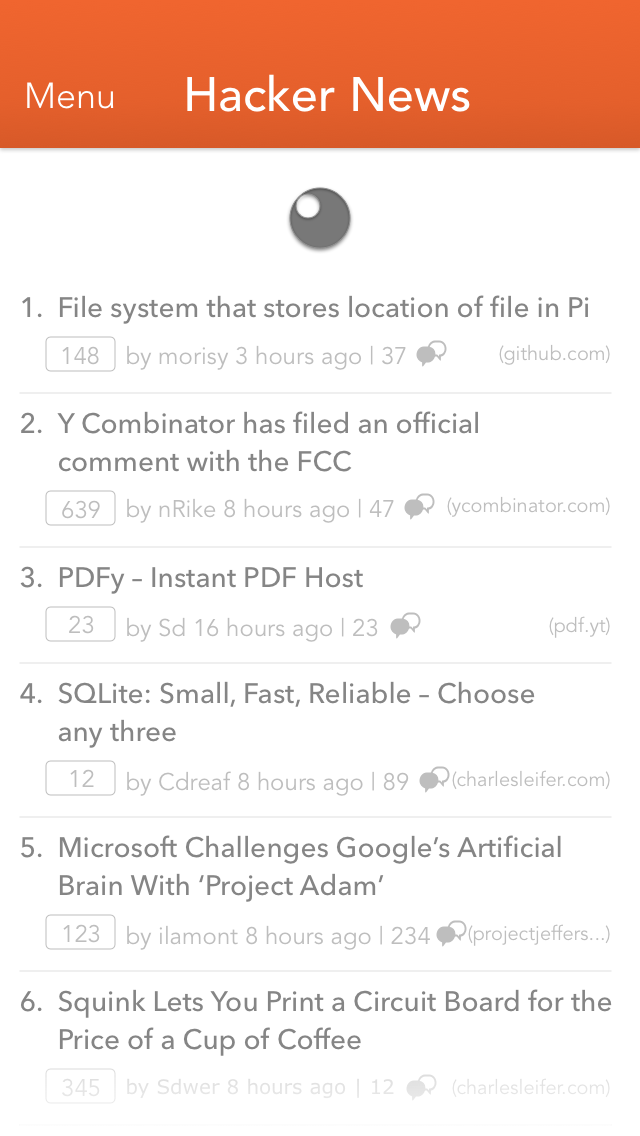 Menu Hacker News
1. File system that stores location of file in Pi
148 by morisy 3 hours ago | 37 (github.com)
2. Y Combinator has filed an official
comment with the FCC
639 by nRike 8 hours ago | 47 (ycombinator.com)
3. PDFy – Instant PDF Host
23 by Sd 16 hours ago | 23 (pdf.yt)
4. SQLite: Small, Fast, Reliable – Choose
any three
12 by Cdreaf 8 hours ago | 89 (charlesleifer.com)
5. Microsoft Challenges Google’s Artificial
Brain With ‘Project Adam’
123 by ilamont 8 hours ago | 234 (projectjeffers...)
6. Squink Lets You Print a Circuit Board for the
Price of a Cup of Coffee
345 by Sdwer 8 hours ago | 12 (charlesleifer.com)